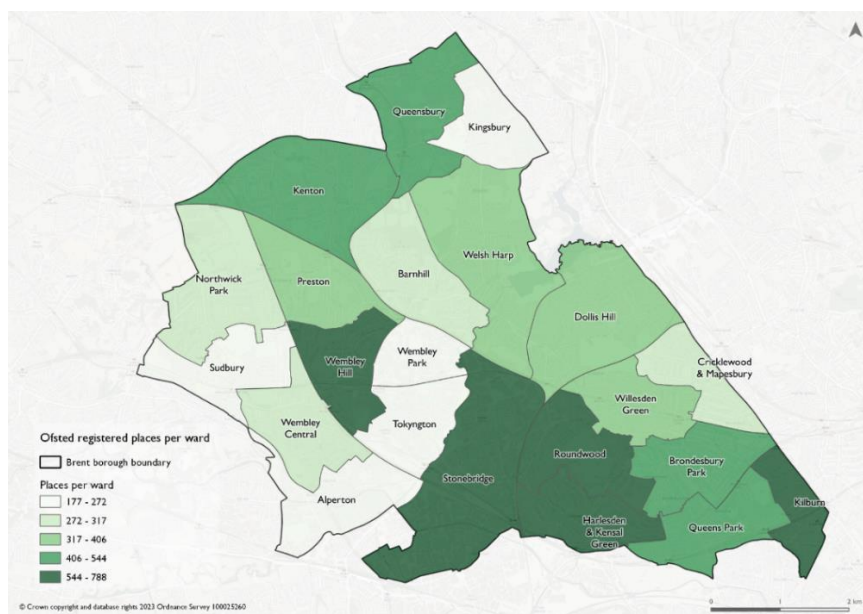 Queensbury
Kingsbury
Kenton
Welsh Harp
Northwick
Park
Preston
Barnhill
Dollis Hill
Sudbury
Wembley
Hill
Wembley
Park
Cricklewood
& Mapesbury
Willesden
Green
Wembley
Central
Tokyngton
Roundwood
Brondesbury
Park
Stonebridge
Alperton
Kilburn
Harlesden
& Kensal
Green
Queens Park
Ofsted registered places per ward
Brent borough boundary
Places per ward
177 - 272
272 - 317
317 - 406
406 - 544
544 - 788
© Crown copyright and database rights 2023 Ordnance Survey 100025260
0 1 2 km